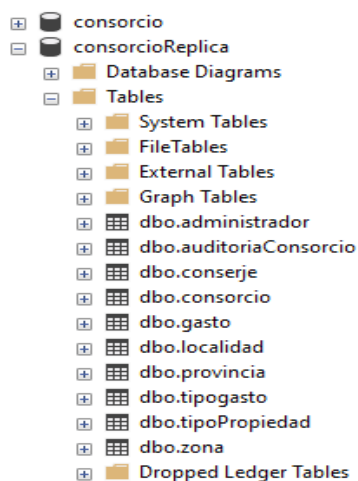 consorcio
consorcioReplica
Database Diagrams
Tables
System Tables
FileTables
External Tables
Graph Tables
dbo.administrador
dbo.auditoriaConsorcio
dbo.conserje
dbo.consorcio
dbo.gasto
dbo.localidad
dbo.provincia
dbo.tipogasto
dbo.tipoPropiedad
dbo.zona
Dropped Ledger Tables